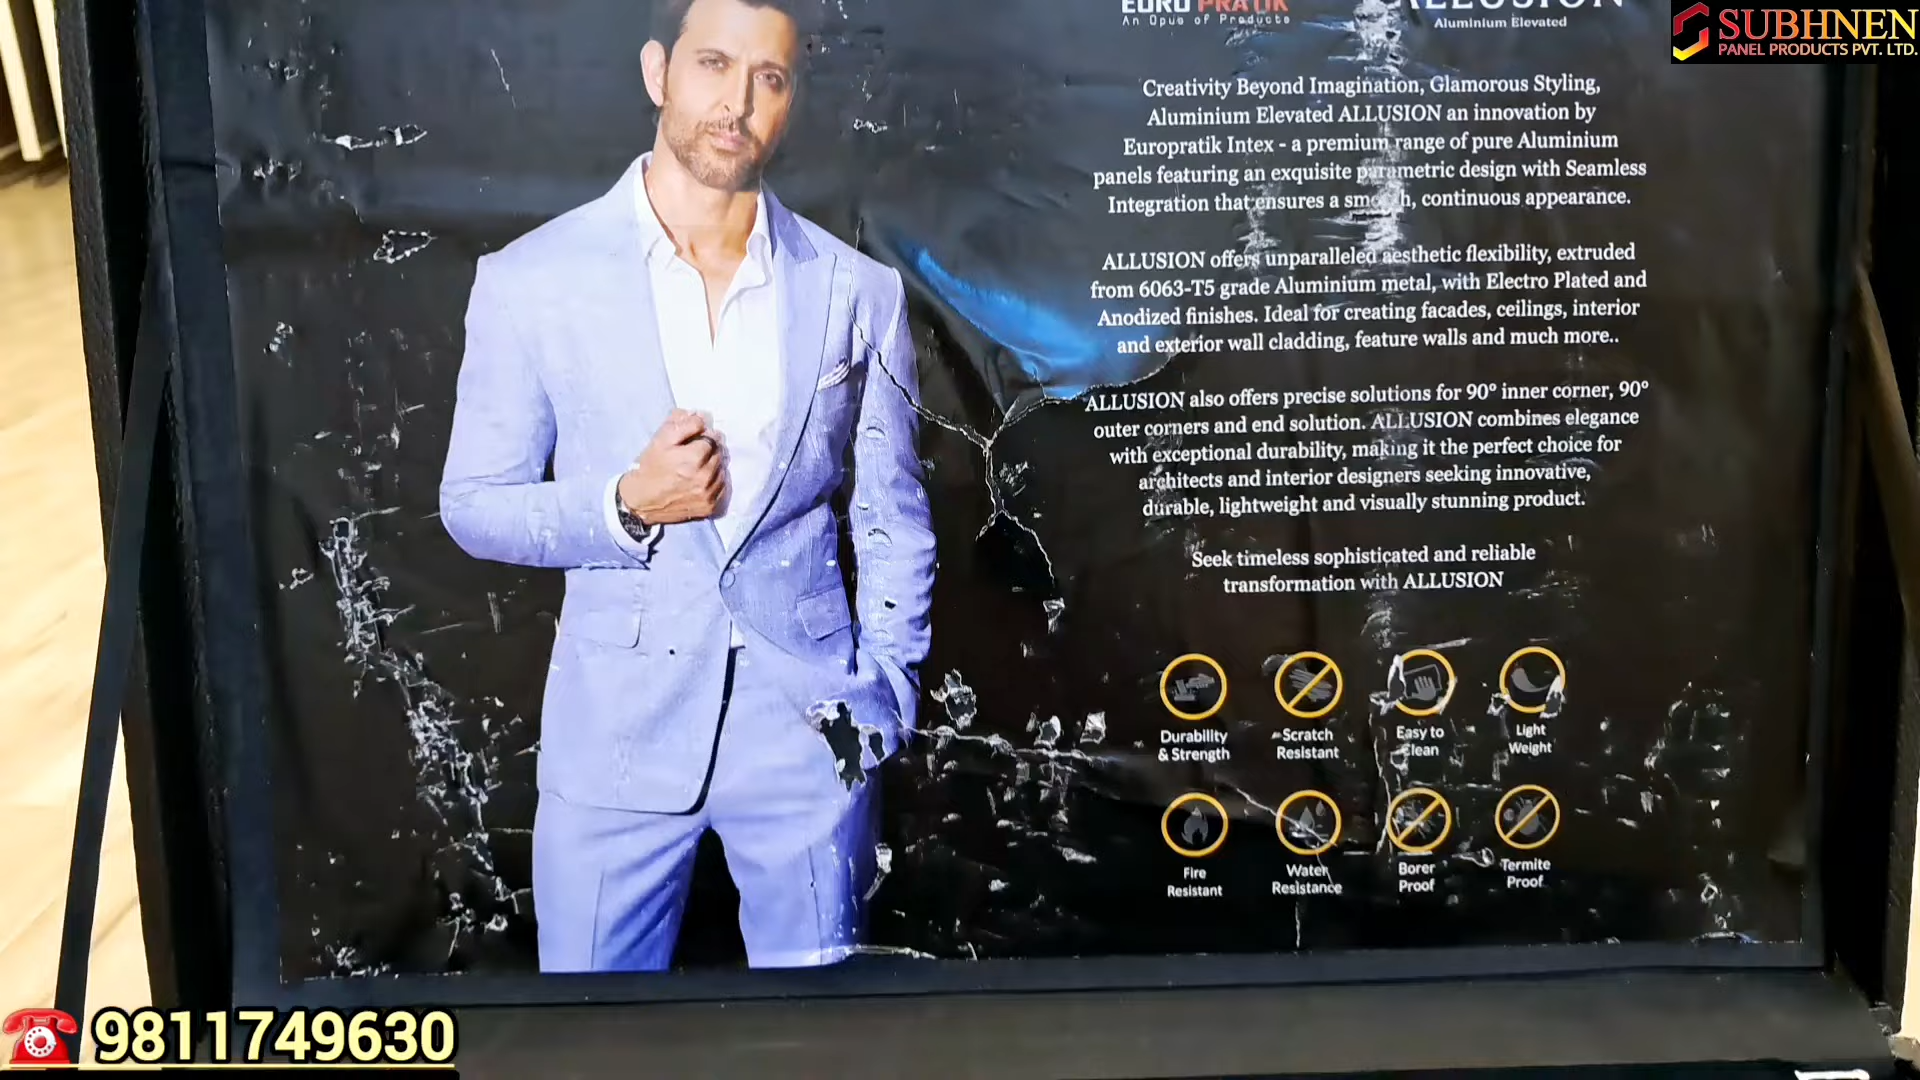 EURO PRATIK
An Opus of Products
ALLUSION
Aluminium Elevated
SUBHNEN
PANEL PRODUCTS PVT. LTD.
Creativity Beyond Imagination, Glamorous Styling,
Aluminium Elevated ALLUSION an innovation by
Europratik Intex - a premium range of pure Aluminium
panels featuring an exquisite parametric design with Seamless
Integration that ensures a smooth, continuous appearance.
ALLUSION offers unparalleled aesthetic flexibility, extruded
from 6063-T5 grade Aluminium metal, with Electro Plated and
Anodized finishes. Ideal for creating facades, ceilings, interior
and exterior wall cladding, feature walls and much more..
ALLUSION also offers precise solutions for 90º inner corner, 90º
outer corners and end solution. ALLUSION combines elegance
with exceptional durability, making it the perfect choice for
architects and interior designers seeking innovative,
durable, lightweight and visually stunning product.
Seek timeless sophisticated and reliable
transformation with ALLUSION
Durability
& Strength
Scratch
Resistant
Easy to
Clean
Light
Weight
Fire
Resistant
Water
Resistance
Borer
Proof
Termite
Proof
9811749630